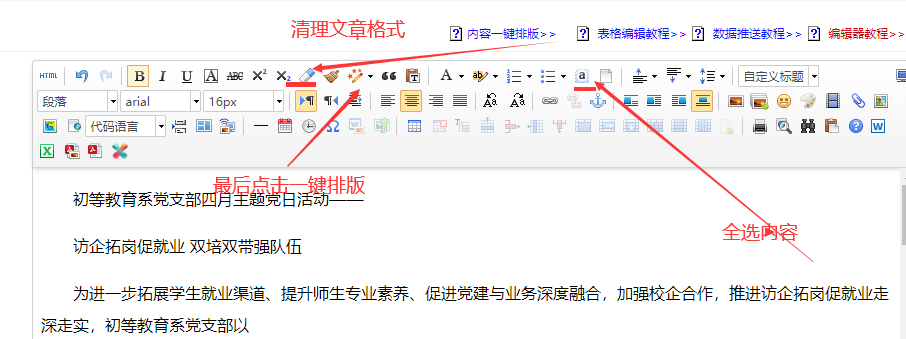 清理文章格式
内容一键排版>> 表格编辑教程>> 数据推送教程>> 编辑器教程>>
HTML B I U A ABC X² X₂ A ab a 自定义标题
段落 arial 16px
代码语言
最后点击一键排版
初等教育系党支部四月主题党日活动——
全选内容
访企拓岗促就业 双培双带强队伍
为进一步拓展学生就业渠道、提升师生专业素养、促进党建与业务深度融合，加强校企合作，推进访企拓岗促就业走
深走实，初等教育系党支部以